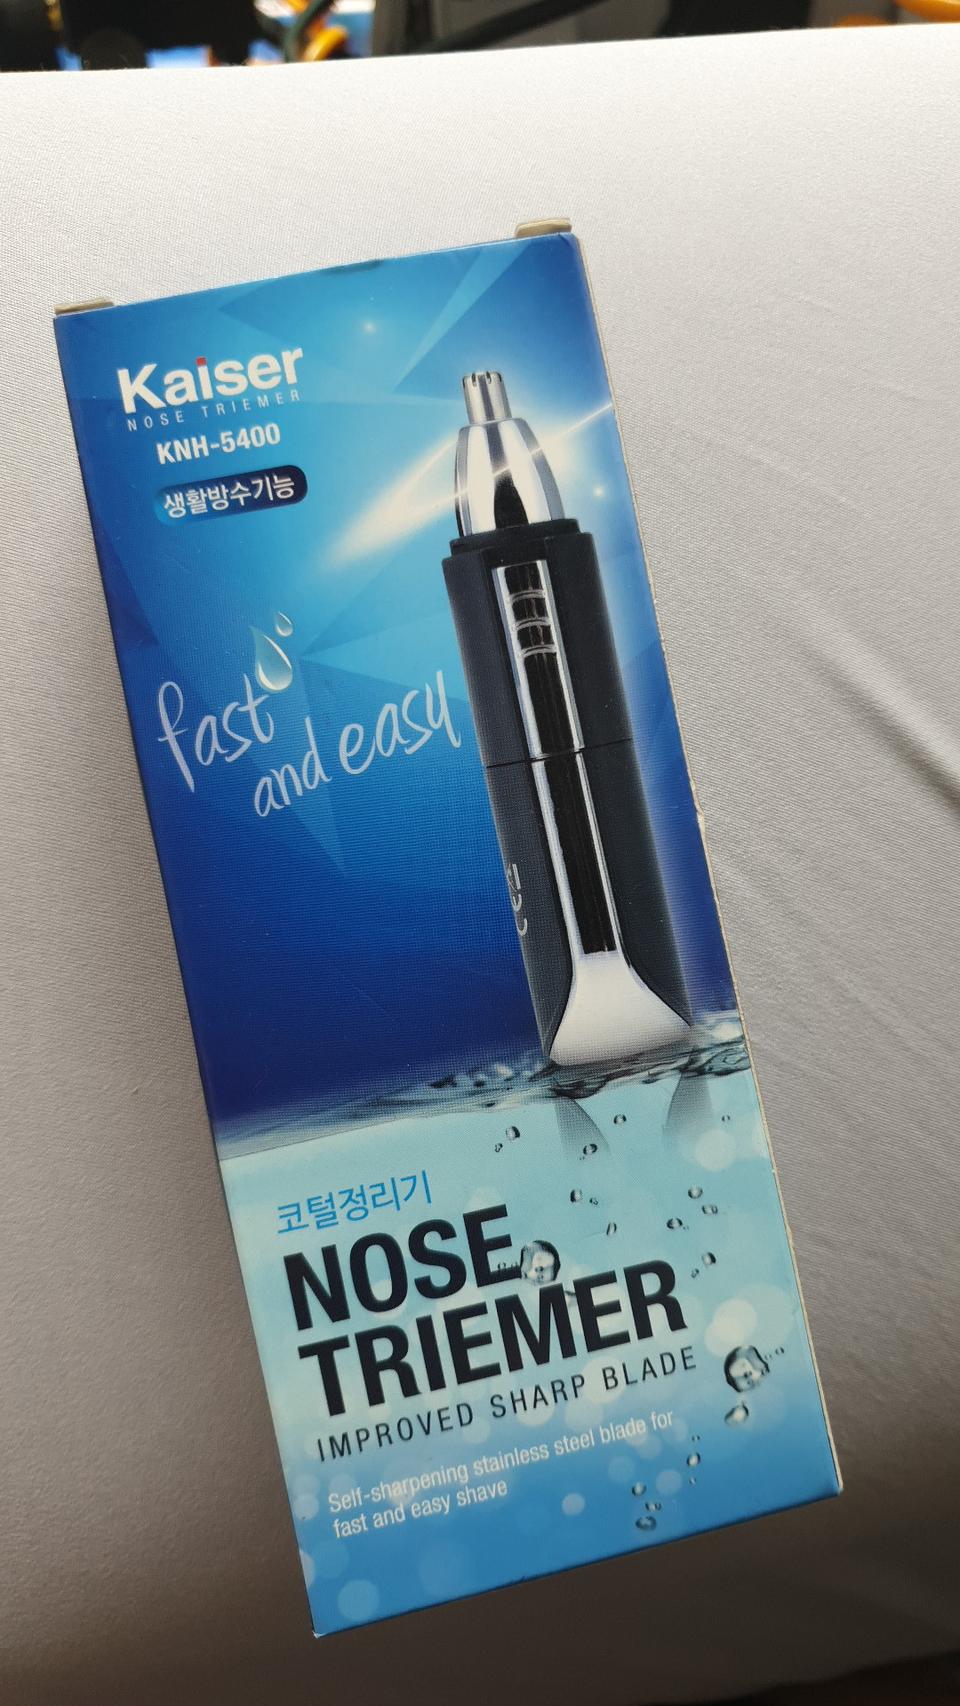 Kaiser
NOSE TRIEMER
KNH-5400
생활방수기능
fast
and easy
CE
코털정리기
NOSE
TRIEMER
IMPROVED SHARP BLADE
Self-sharpening stainless steel blade for
fast and easy shave